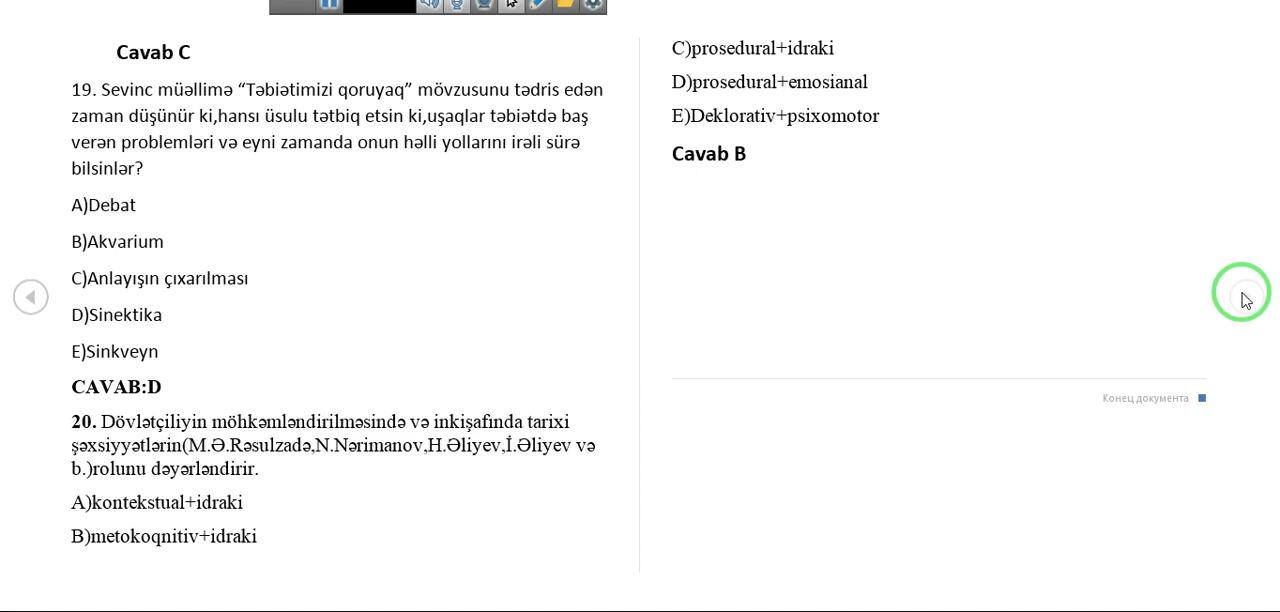 Cavab C
19. Sevinc müəllimə “Təbiətimizi qoruyaq” mövzusunu tədris edən
zaman düşünür ki,hansı üsulu tətbiq etsin ki,uşaqlar təbiətdə baş
verən problemləri və eyni zamanda onun həlli yollarını irəli sürə
bilsinlər?
A)Debat
B)Akvarium
C)Anlayışın çıxarılması
D)Sinektika
E)Sinkveyn
CAVAB:D
20. Dövlətçiliyin möhkəmləndirilməsində və inkişafında tarixi
şəxsiyyətlərin(M.Ə.Rəsulzadə,N.Nərimanov,H.Əliyev,İ.Əliyev və
b.)rolunu dəyərləndirir.
A)kontekstual+idraki
B)metokoqnitiv+idraki
C)prosedural+idraki
D)prosedural+emosianal
E)Deklorativ+psixomotor
Cavab B
Конец документа